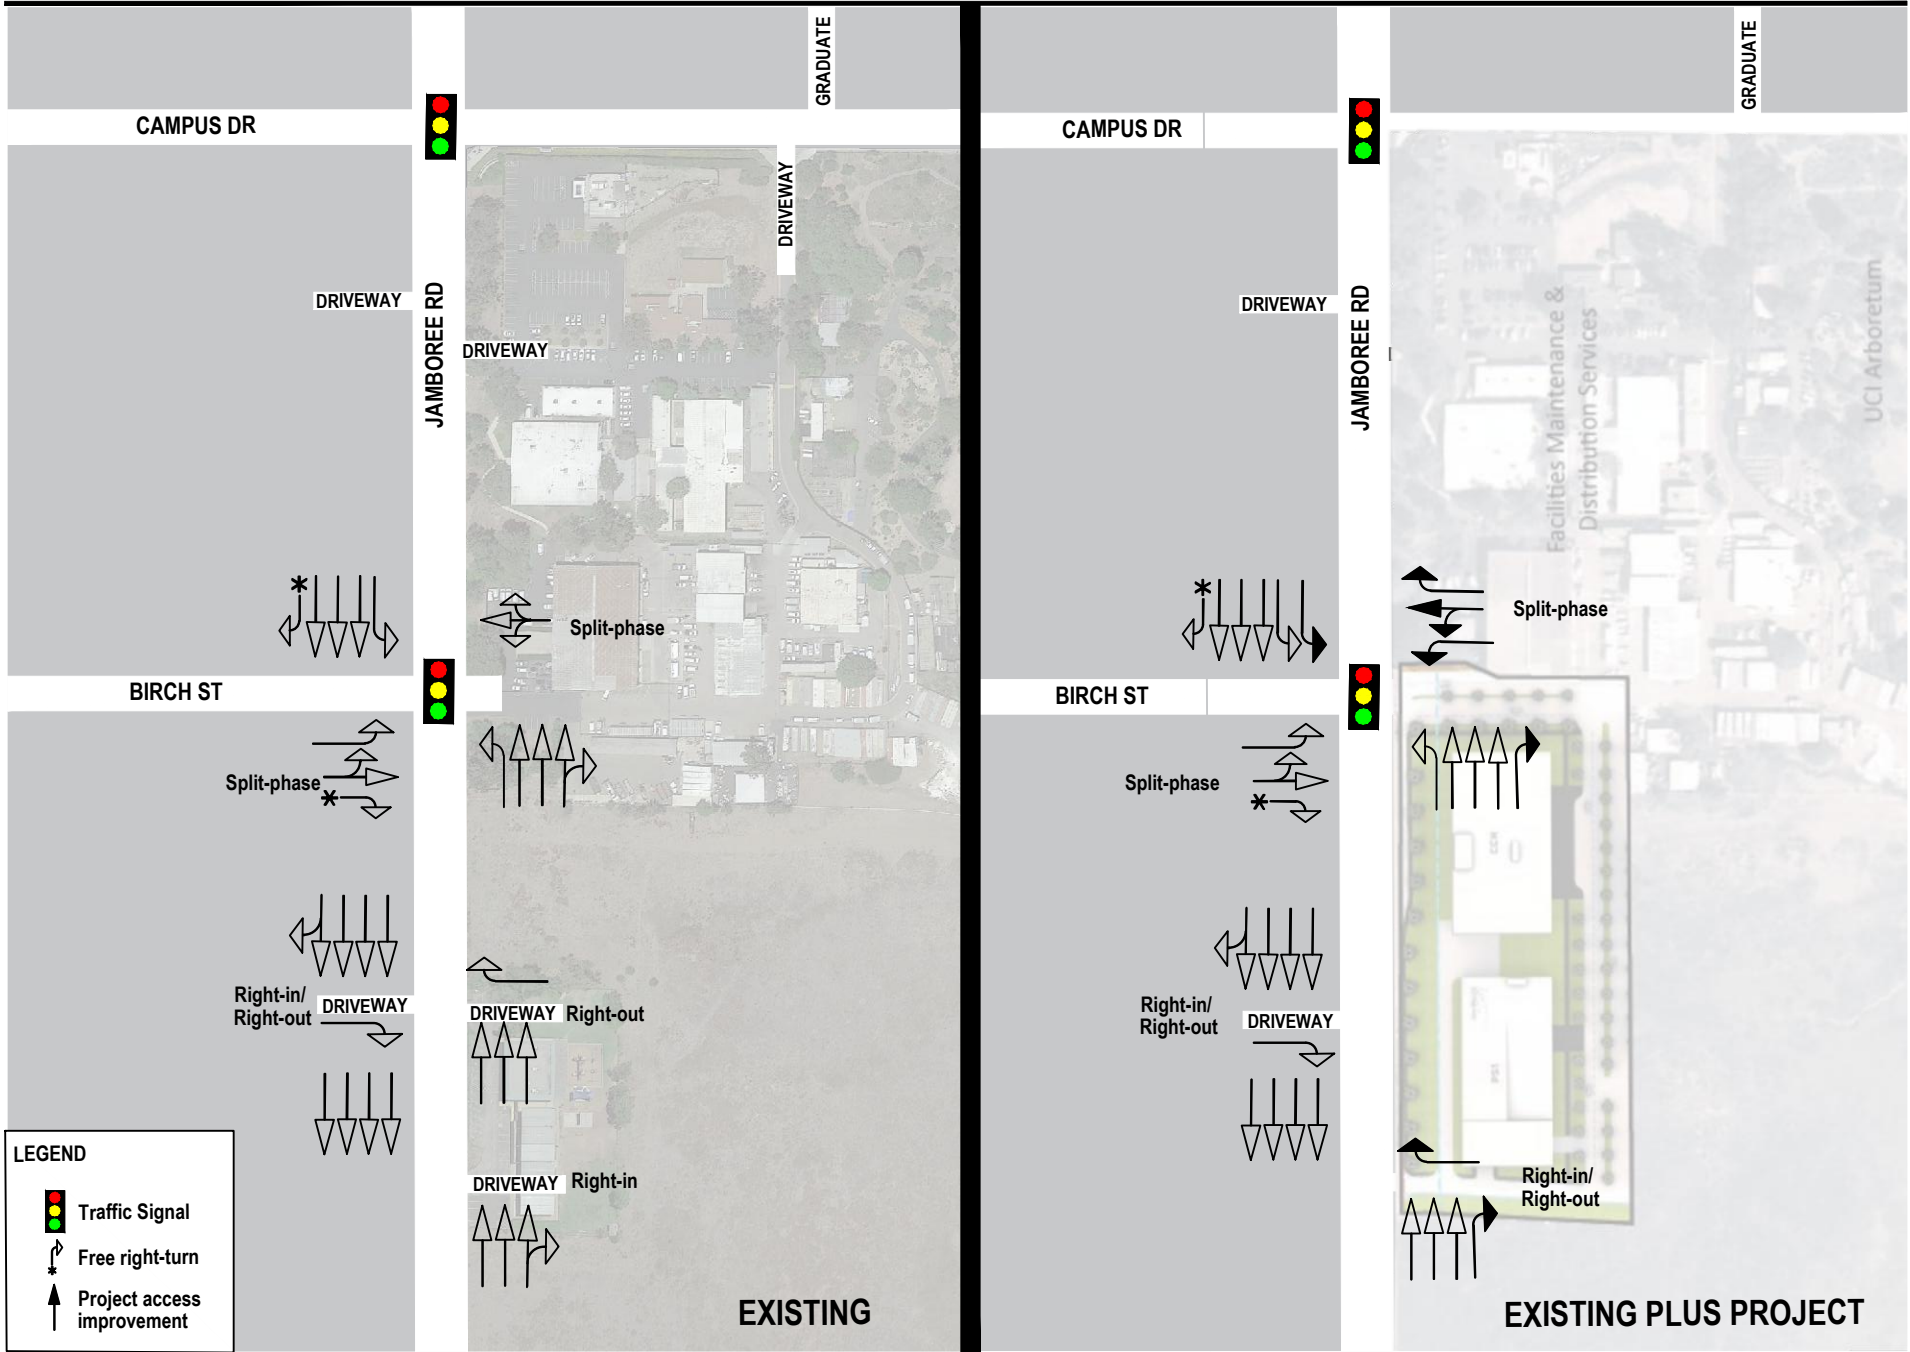 GRADUATE
CAMPUS DR
DRIVEWAY
DRIVEWAY
JAMBOREE RD
DRIVEWAY
Split-phase
BIRCH ST
Split-phase
Right-in/
Right-out
DRIVEWAY
DRIVEWAY Right-out
DRIVEWAY Right-in
LEGEND
Traffic Signal
Free right-turn
Project access
improvement
EXISTING
GRADUATE
CAMPUS DR
DRIVEWAY
JAMBOREE RD
Facilities Maintenance &
Distribution Services
UCI Arboretum
Split-phase
BIRCH ST
Split-phase
CCR
Right-in/
Right-out
DRIVEWAY
PS1
Right-in/
Right-out
EXISTING PLUS PROJECT